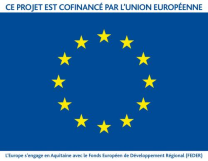 CE PROJET EST COFINANCÉ PAR L'UNION EUROPÉENNE
L'Europe s'engage en Aquitaine avec le Fonds Européen de Développement Régional (FEDER)